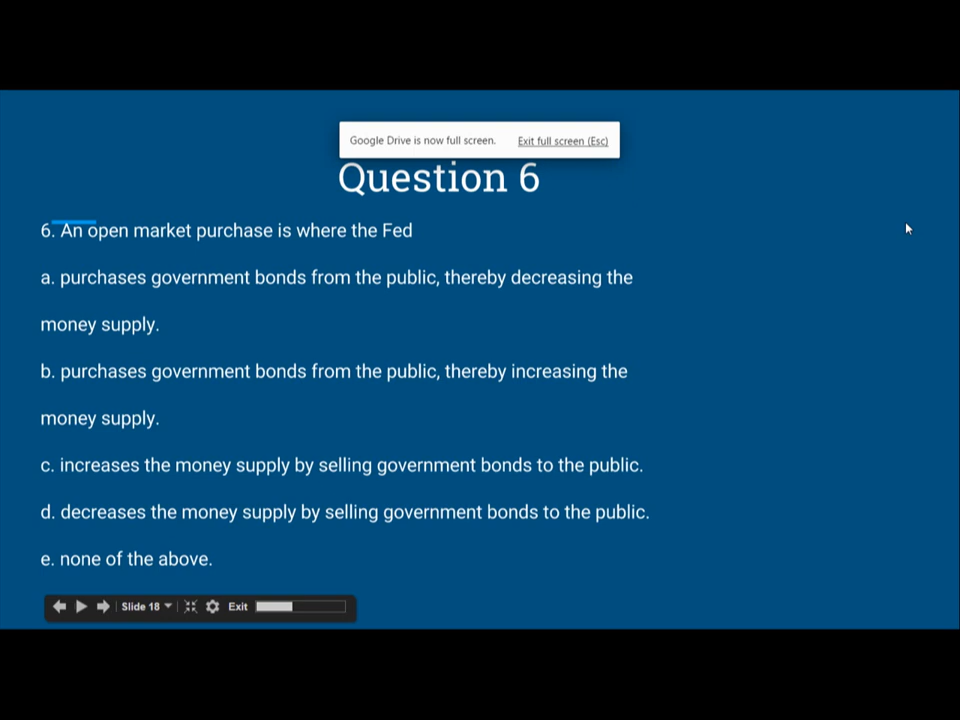 Google Drive is now full screen. Exit full screen (Esc)
Question 6
6. An open market purchase is where the Fed
a. purchases government bonds from the public, thereby decreasing the
money supply.
b. purchases government bonds from the public, thereby increasing the
money supply.
c. increases the money supply by selling government bonds to the public.
d. decreases the money supply by selling government bonds to the public.
e. none of the above.
Slide 18 Exit